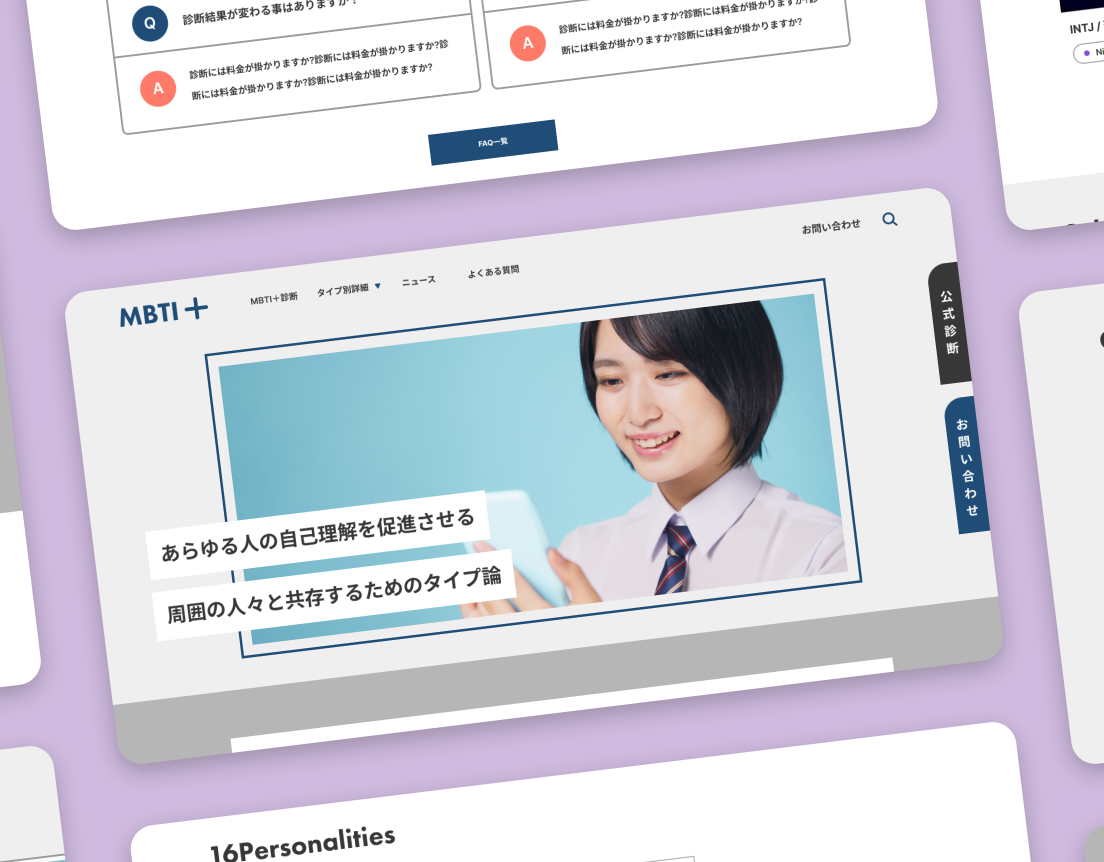 Q
診断結果が変わる事はありますか?
A
診断には料金が掛かりますか?診断には料金が掛かりますか?診
断には料金が掛かりますか?診断には料金が掛かりますか?
A
診断には料金が掛かりますか?診断には料金が掛かりますか?診
断には料金が掛かりますか?診断には料金が掛かりますか?
FAQ一覧
INTJ /
Ni
MBTI+
MBTI+診断
タイプ別詳細 ▼
ニュース
よくある質問
お問い合わせ
公式診断
お問い合わせ
あらゆる人の自己理解を促進させる
周囲の人々と共存するためのタイプ論
16Personalities